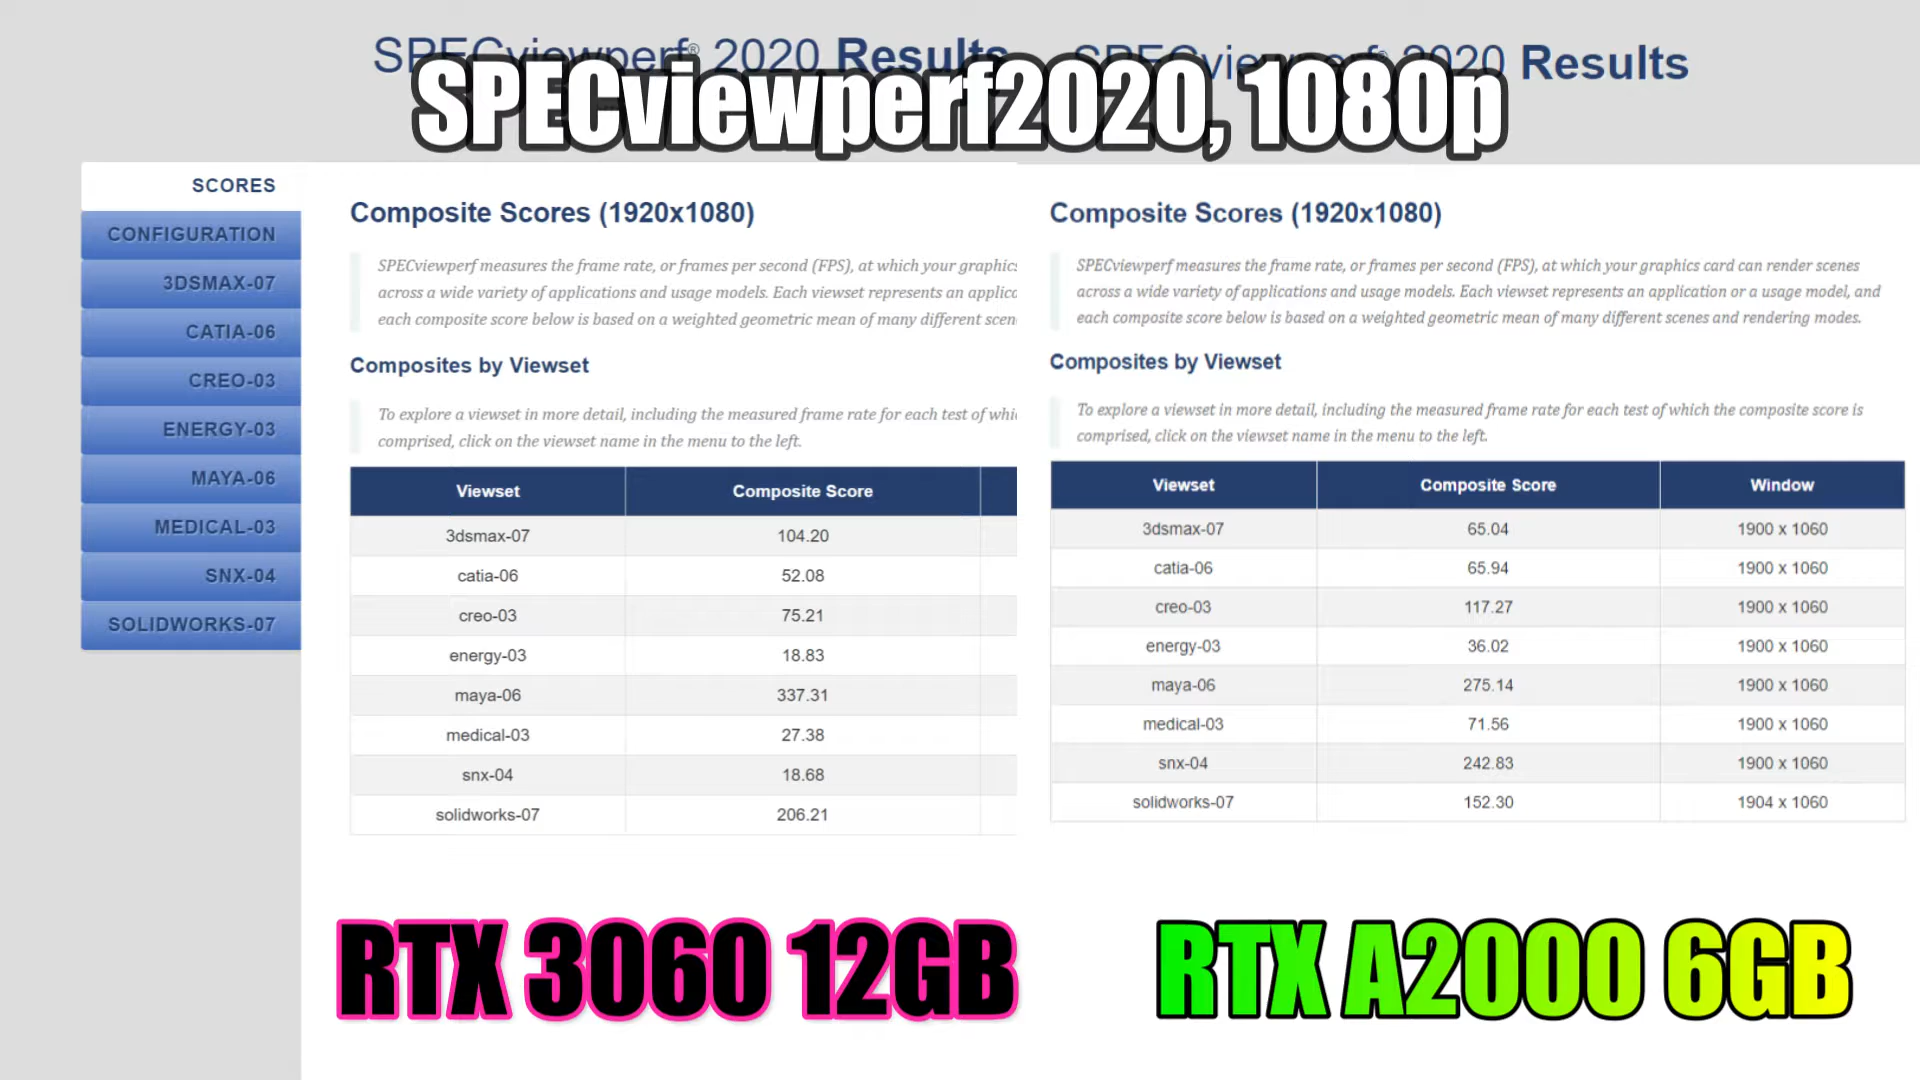 SPECviewperf® 2020 Results
SPECviewperf® 2020 Results
SPECviewperf2020, 1080p
SCORES
CONFIGURATION
3DSMAX-07
CATIA-06
CREO-03
ENERGY-03
MAYA-06
MEDICAL-03
SNX-04
SOLIDWORKS-07
Composite Scores (1920x1080)
SPECviewperf measures the frame rate, or frames per second (FPS), at which your graphics
across a wide variety of applications and usage models. Each viewset represents an applic
each composite score below is based on a weighted geometric mean of many different scen
Composites by Viewset
To explore a viewset in more detail, including the measured frame rate for each test of whi
comprised, click on the viewset name in the menu to the left.
Viewset Composite Score
3dsmax-07 104.20
catia-06 52.08
creo-03 75.21
energy-03 18.83
maya-06 337.31
medical-03 27.38
snx-04 18.68
solidworks-07 206.21
RTX 3060 12GB
Composite Scores (1920x1080)
SPECviewperf measures the frame rate, or frames per second (FPS), at which your graphics card can render scenes
across a wide variety of applications and usage models. Each viewset represents an application or a usage model, and
each composite score below is based on a weighted geometric mean of many different scenes and rendering modes.
Composites by Viewset
To explore a viewset in more detail, including the measured frame rate for each test of which the composite score is
comprised, click on the viewset name in the menu to the left.
Viewset Composite Score Window
3dsmax-07 65.04 1900 x 1060
catia-06 65.94 1900 x 1060
creo-03 117.27 1900 x 1060
energy-03 36.02 1900 x 1060
maya-06 275.14 1900 x 1060
medical-03 71.56 1900 x 1060
snx-04 242.83 1900 x 1060
solidworks-07 152.30 1904 x 1060
RTX A2000 6GB